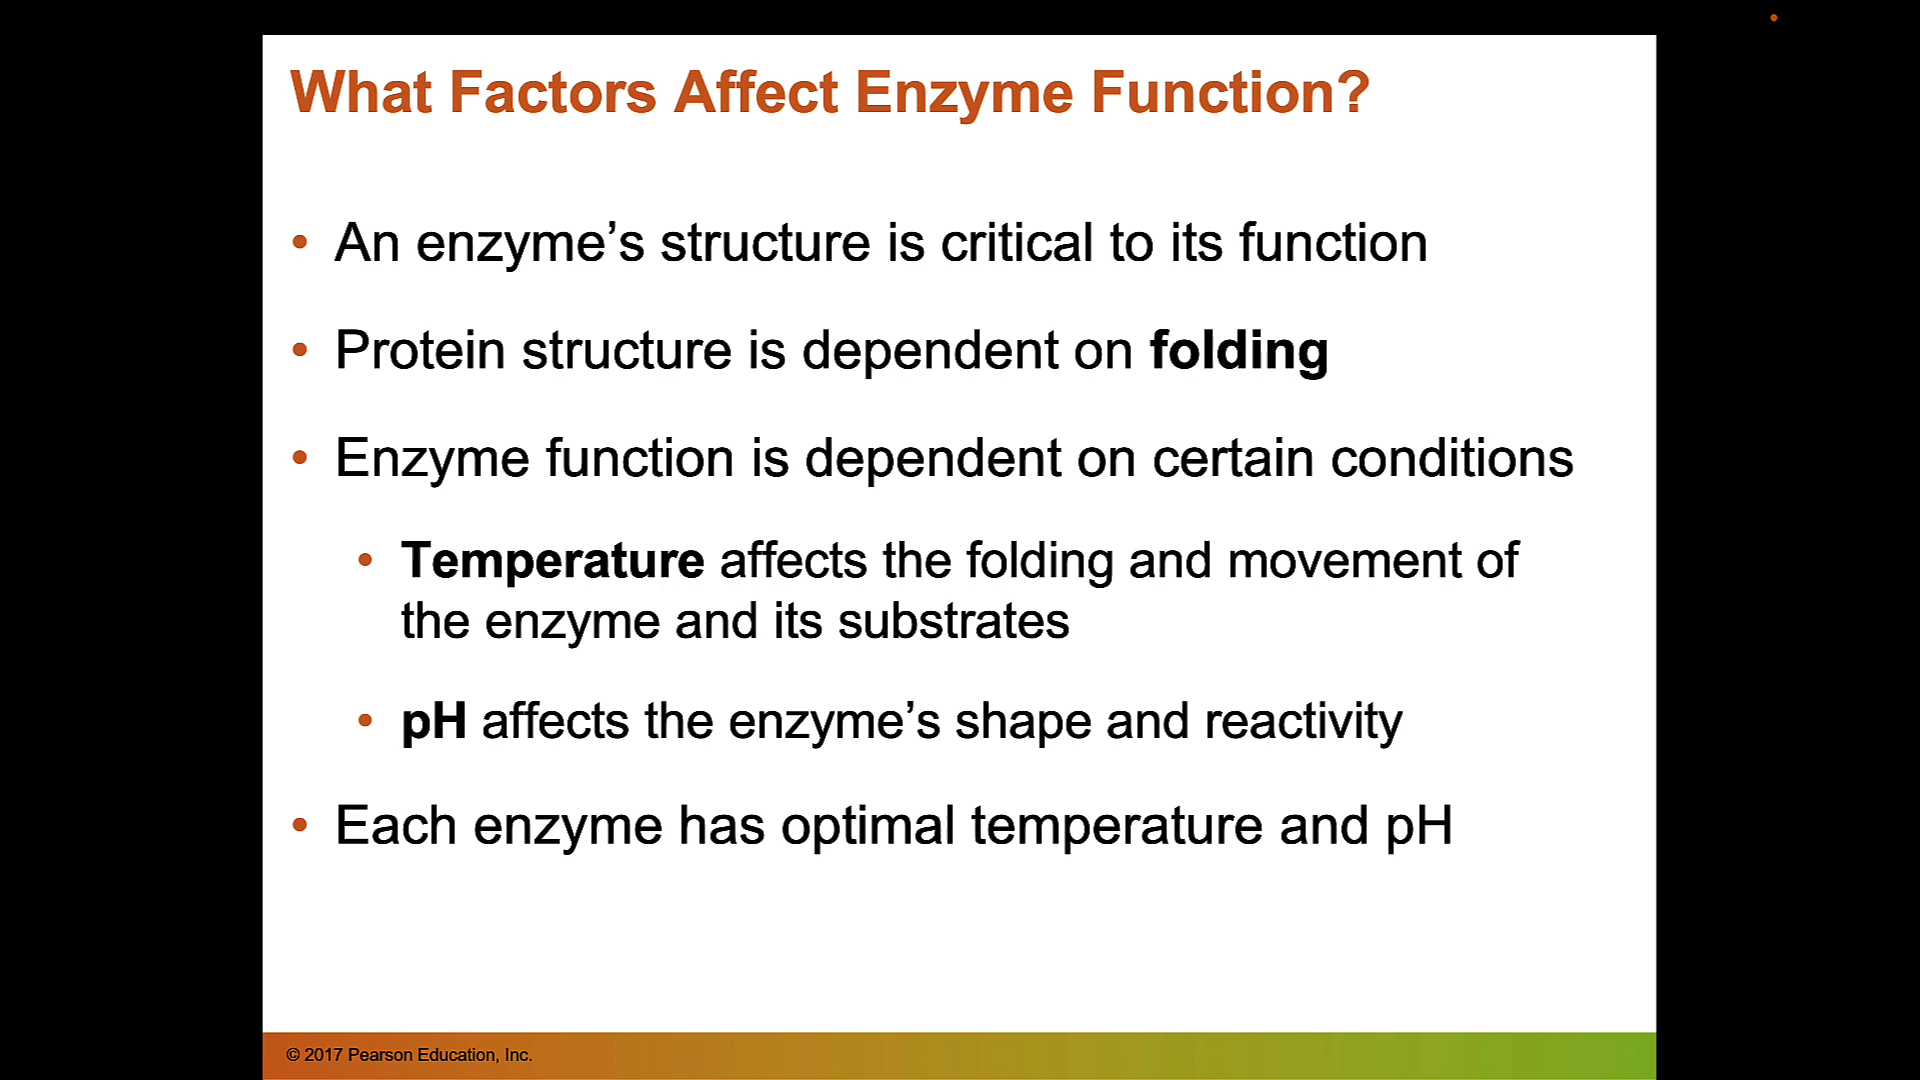 What Factors Affect Enzyme Function?
• An enzyme’s structure is critical to its function
• Protein structure is dependent on folding
• Enzyme function is dependent on certain conditions
• Temperature affects the folding and movement of
the enzyme and its substrates
• pH affects the enzyme’s shape and reactivity
• Each enzyme has optimal temperature and pH
© 2017 Pearson Education, Inc.